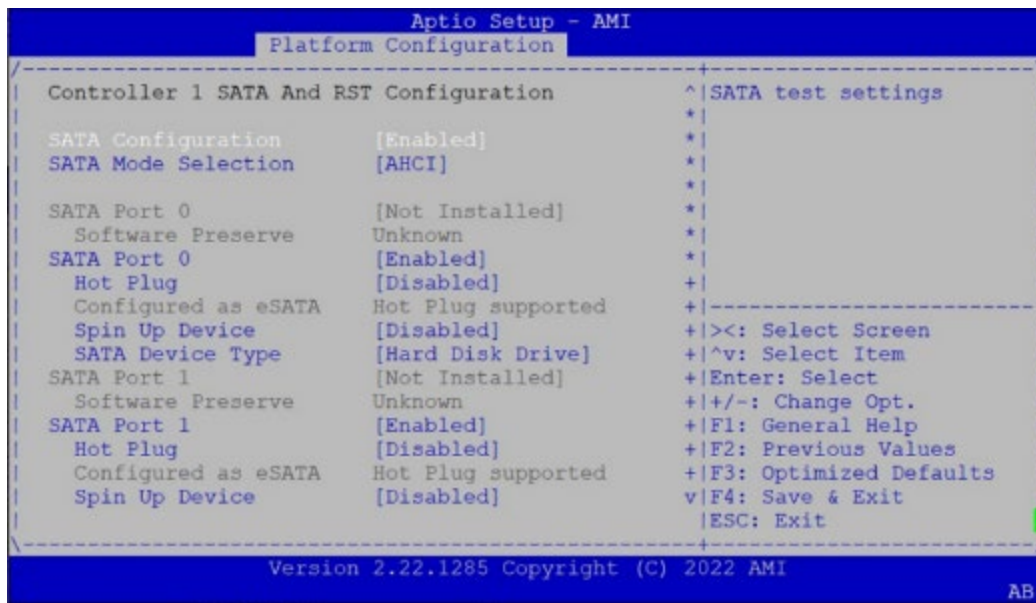 Aptio Setup - AMI
Platform Configuration
Controller 1 SATA And RST Configuration
SATA test settings
SATA Configuration [Enabled]
SATA Mode Selection [AHCI]
SATA Port 0 [Not Installed]
Software Preserve Unknown
SATA Port 0 [Enabled]
Hot Plug [Disabled]
Configured as eSATA Hot Plug supported
Spin Up Device [Disabled]
SATA Device Type [Hard Disk Drive]
SATA Port 1 [Not Installed]
Software Preserve Unknown
SATA Port 1 [Enabled]
Hot Plug [Disabled]
Configured as eSATA Hot Plug supported
Spin Up Device [Disabled]
><: Select Screen
^v: Select Item
Enter: Select
+/-: Change Opt.
F1: General Help
F2: Previous Values
F3: Optimized Defaults
F4: Save & Exit
ESC: Exit
Version 2.22.1285 Copyright (C) 2022 AMI
AB